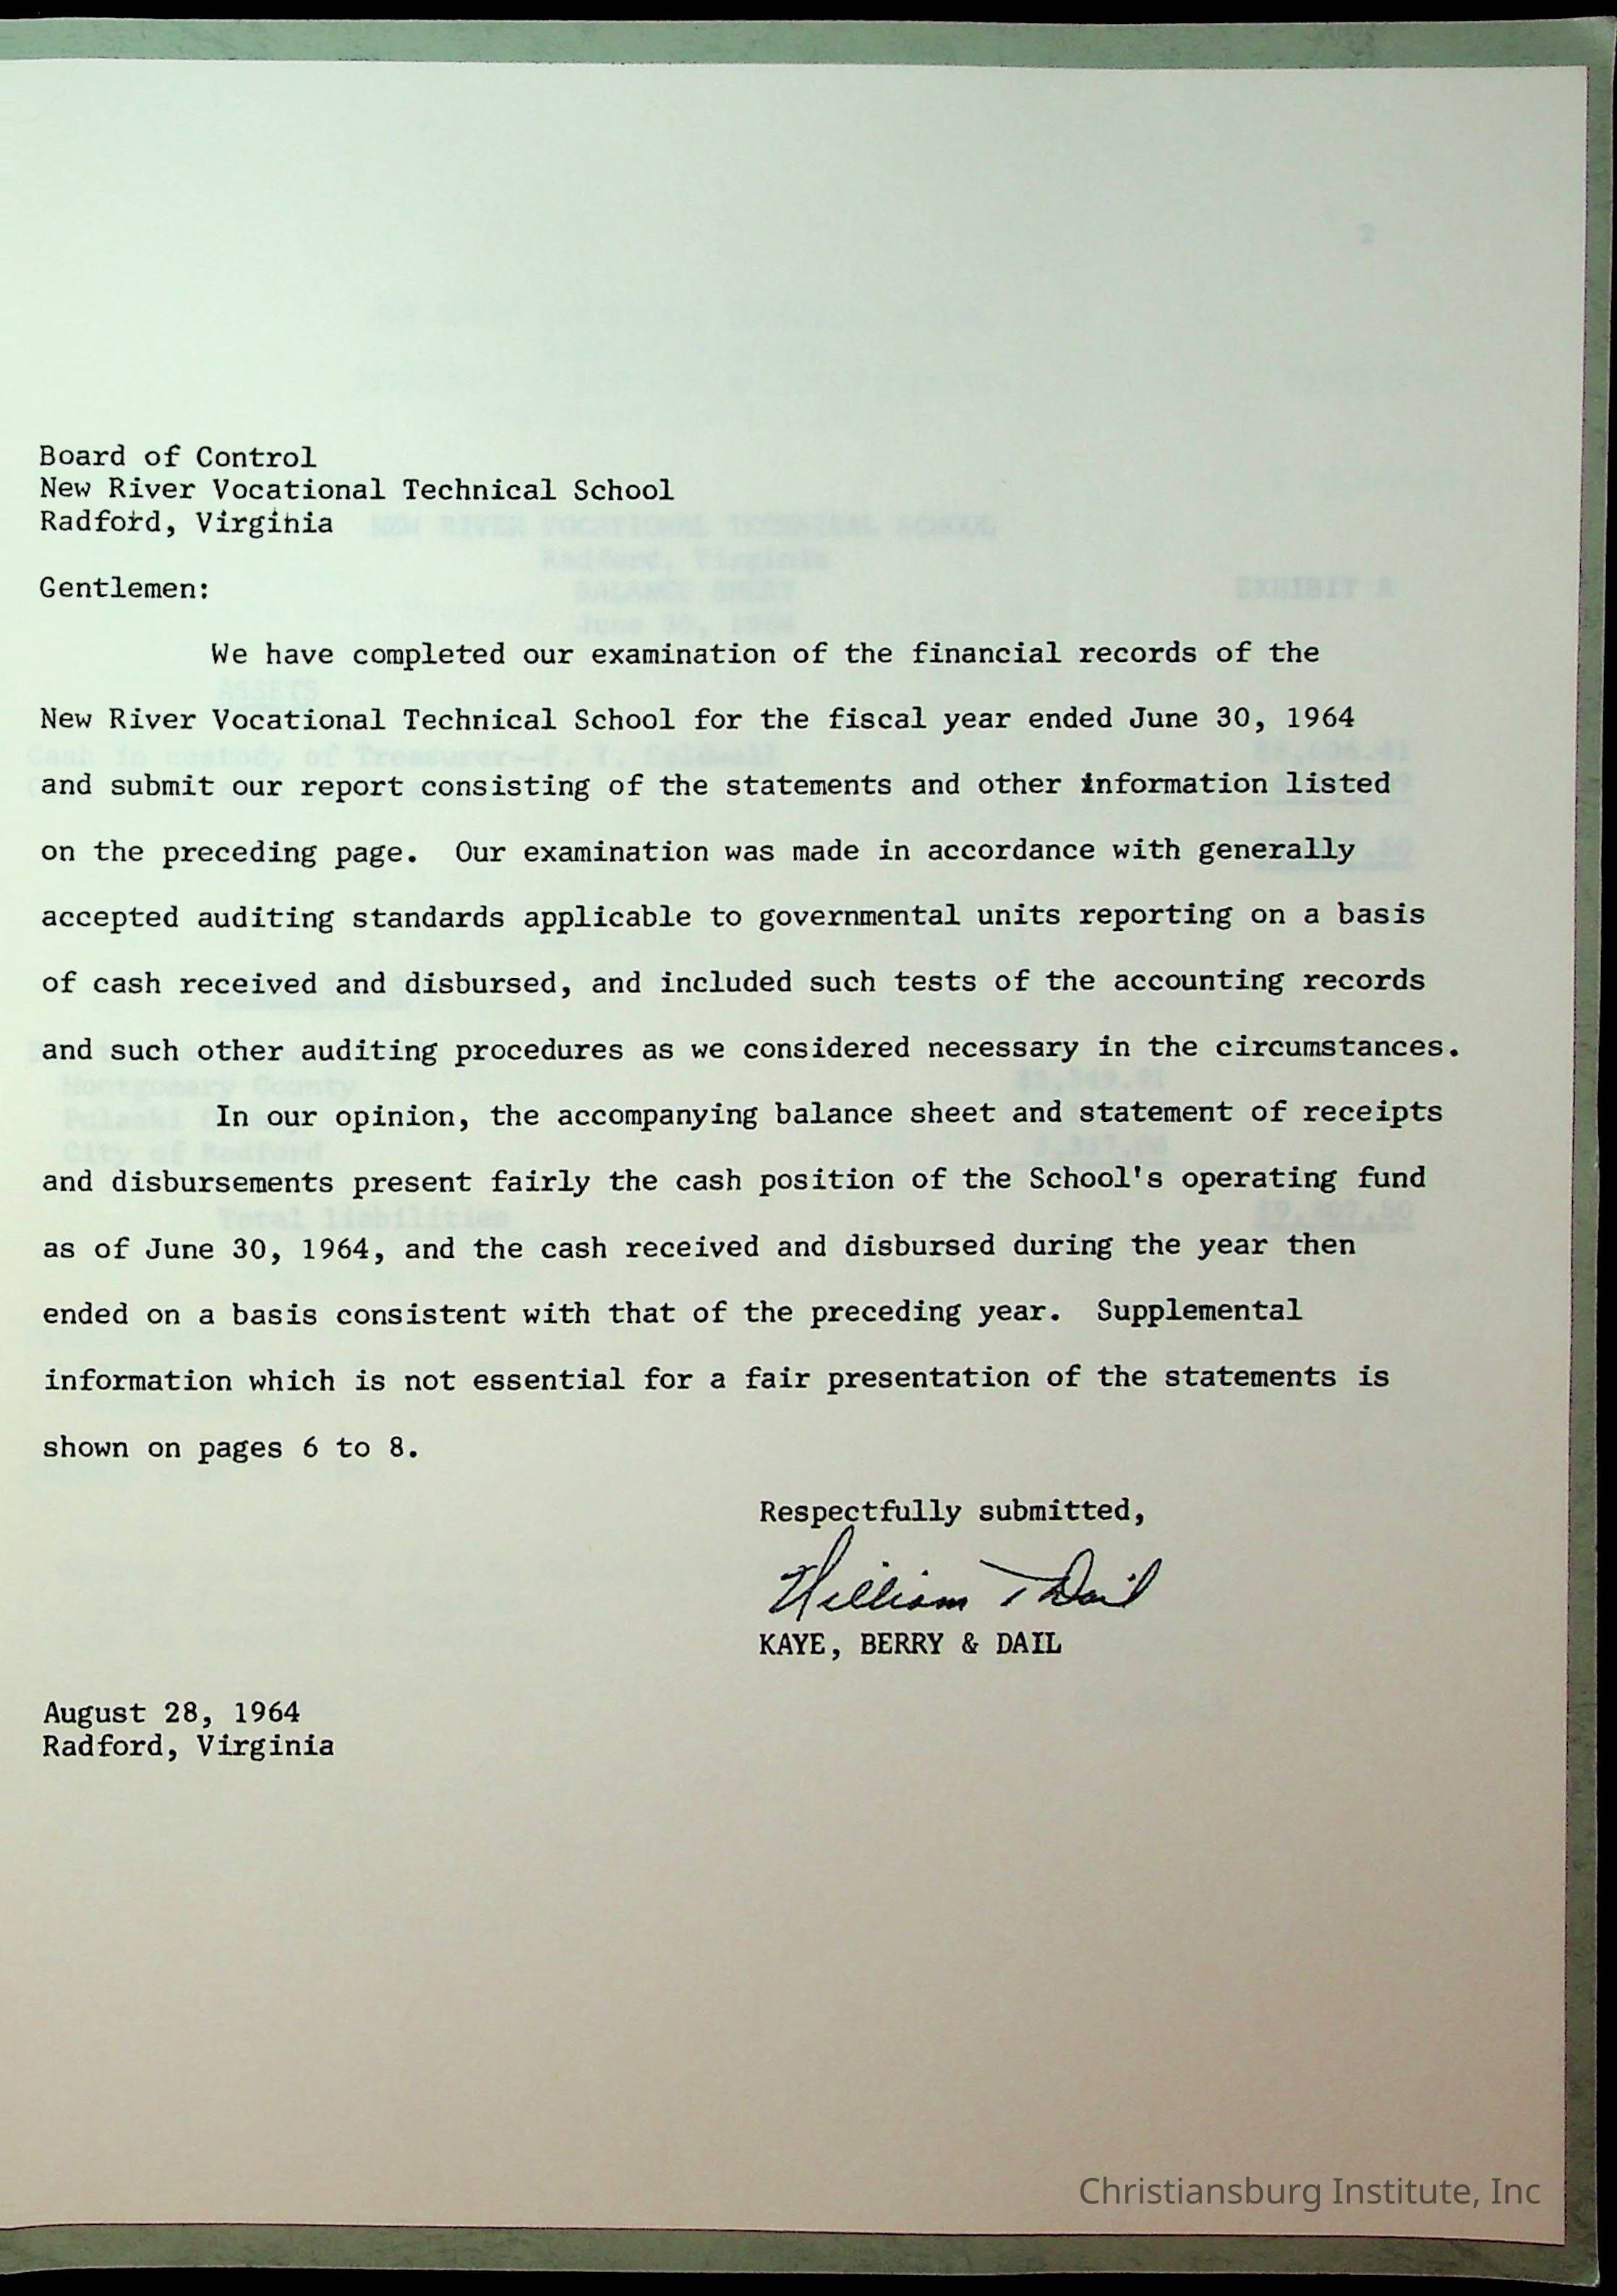 Board of Control
New River Vocational Technical School
Radford, Virginia
Gentlemen:
We have completed our examination of the financial records of the
New River Vocational Technical School for the fiscal year ended June 30, 1964
and submit our report consisting of the statements and other information listed
on the preceding page. Our examination was made in accordance with generally
accepted auditing standards applicable to governmental units reporting on a basis
of cash received and disbursed, and included such tests of the accounting records
and such other auditing procedures as we considered necessary in the circumstances.
In our opinion, the accompanying balance sheet and statement of receipts
and disbursements present fairly the cash position of the School's operating fund
as of June 30, 1964, and the cash received and disbursed during the year then
ended on a basis consistent with that of the preceding year. Supplemental
information which is not essential for a fair presentation of the statements is
shown on pages 6 to 8.
Respectfully submitted,
William T Dail
KAYE, BERRY & DAIL
August 28, 1964
Radford, Virginia
Christiansburg Institute, Inc